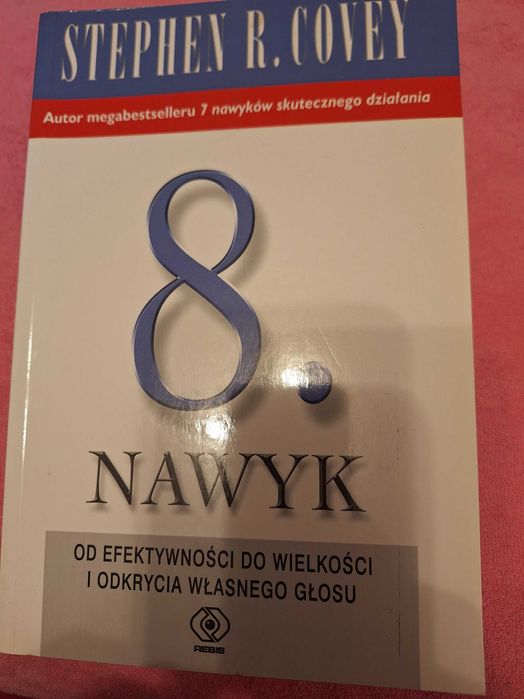 STEPHEN R. COVEY
Autor megabestselleru 7 nawyków skutecznego działania
8.
NAWYK
OD EFEKTYWNOŚCI DO WIELKOŚCI
I ODKRYCIA WŁASNEGO GŁOSU
REBIS